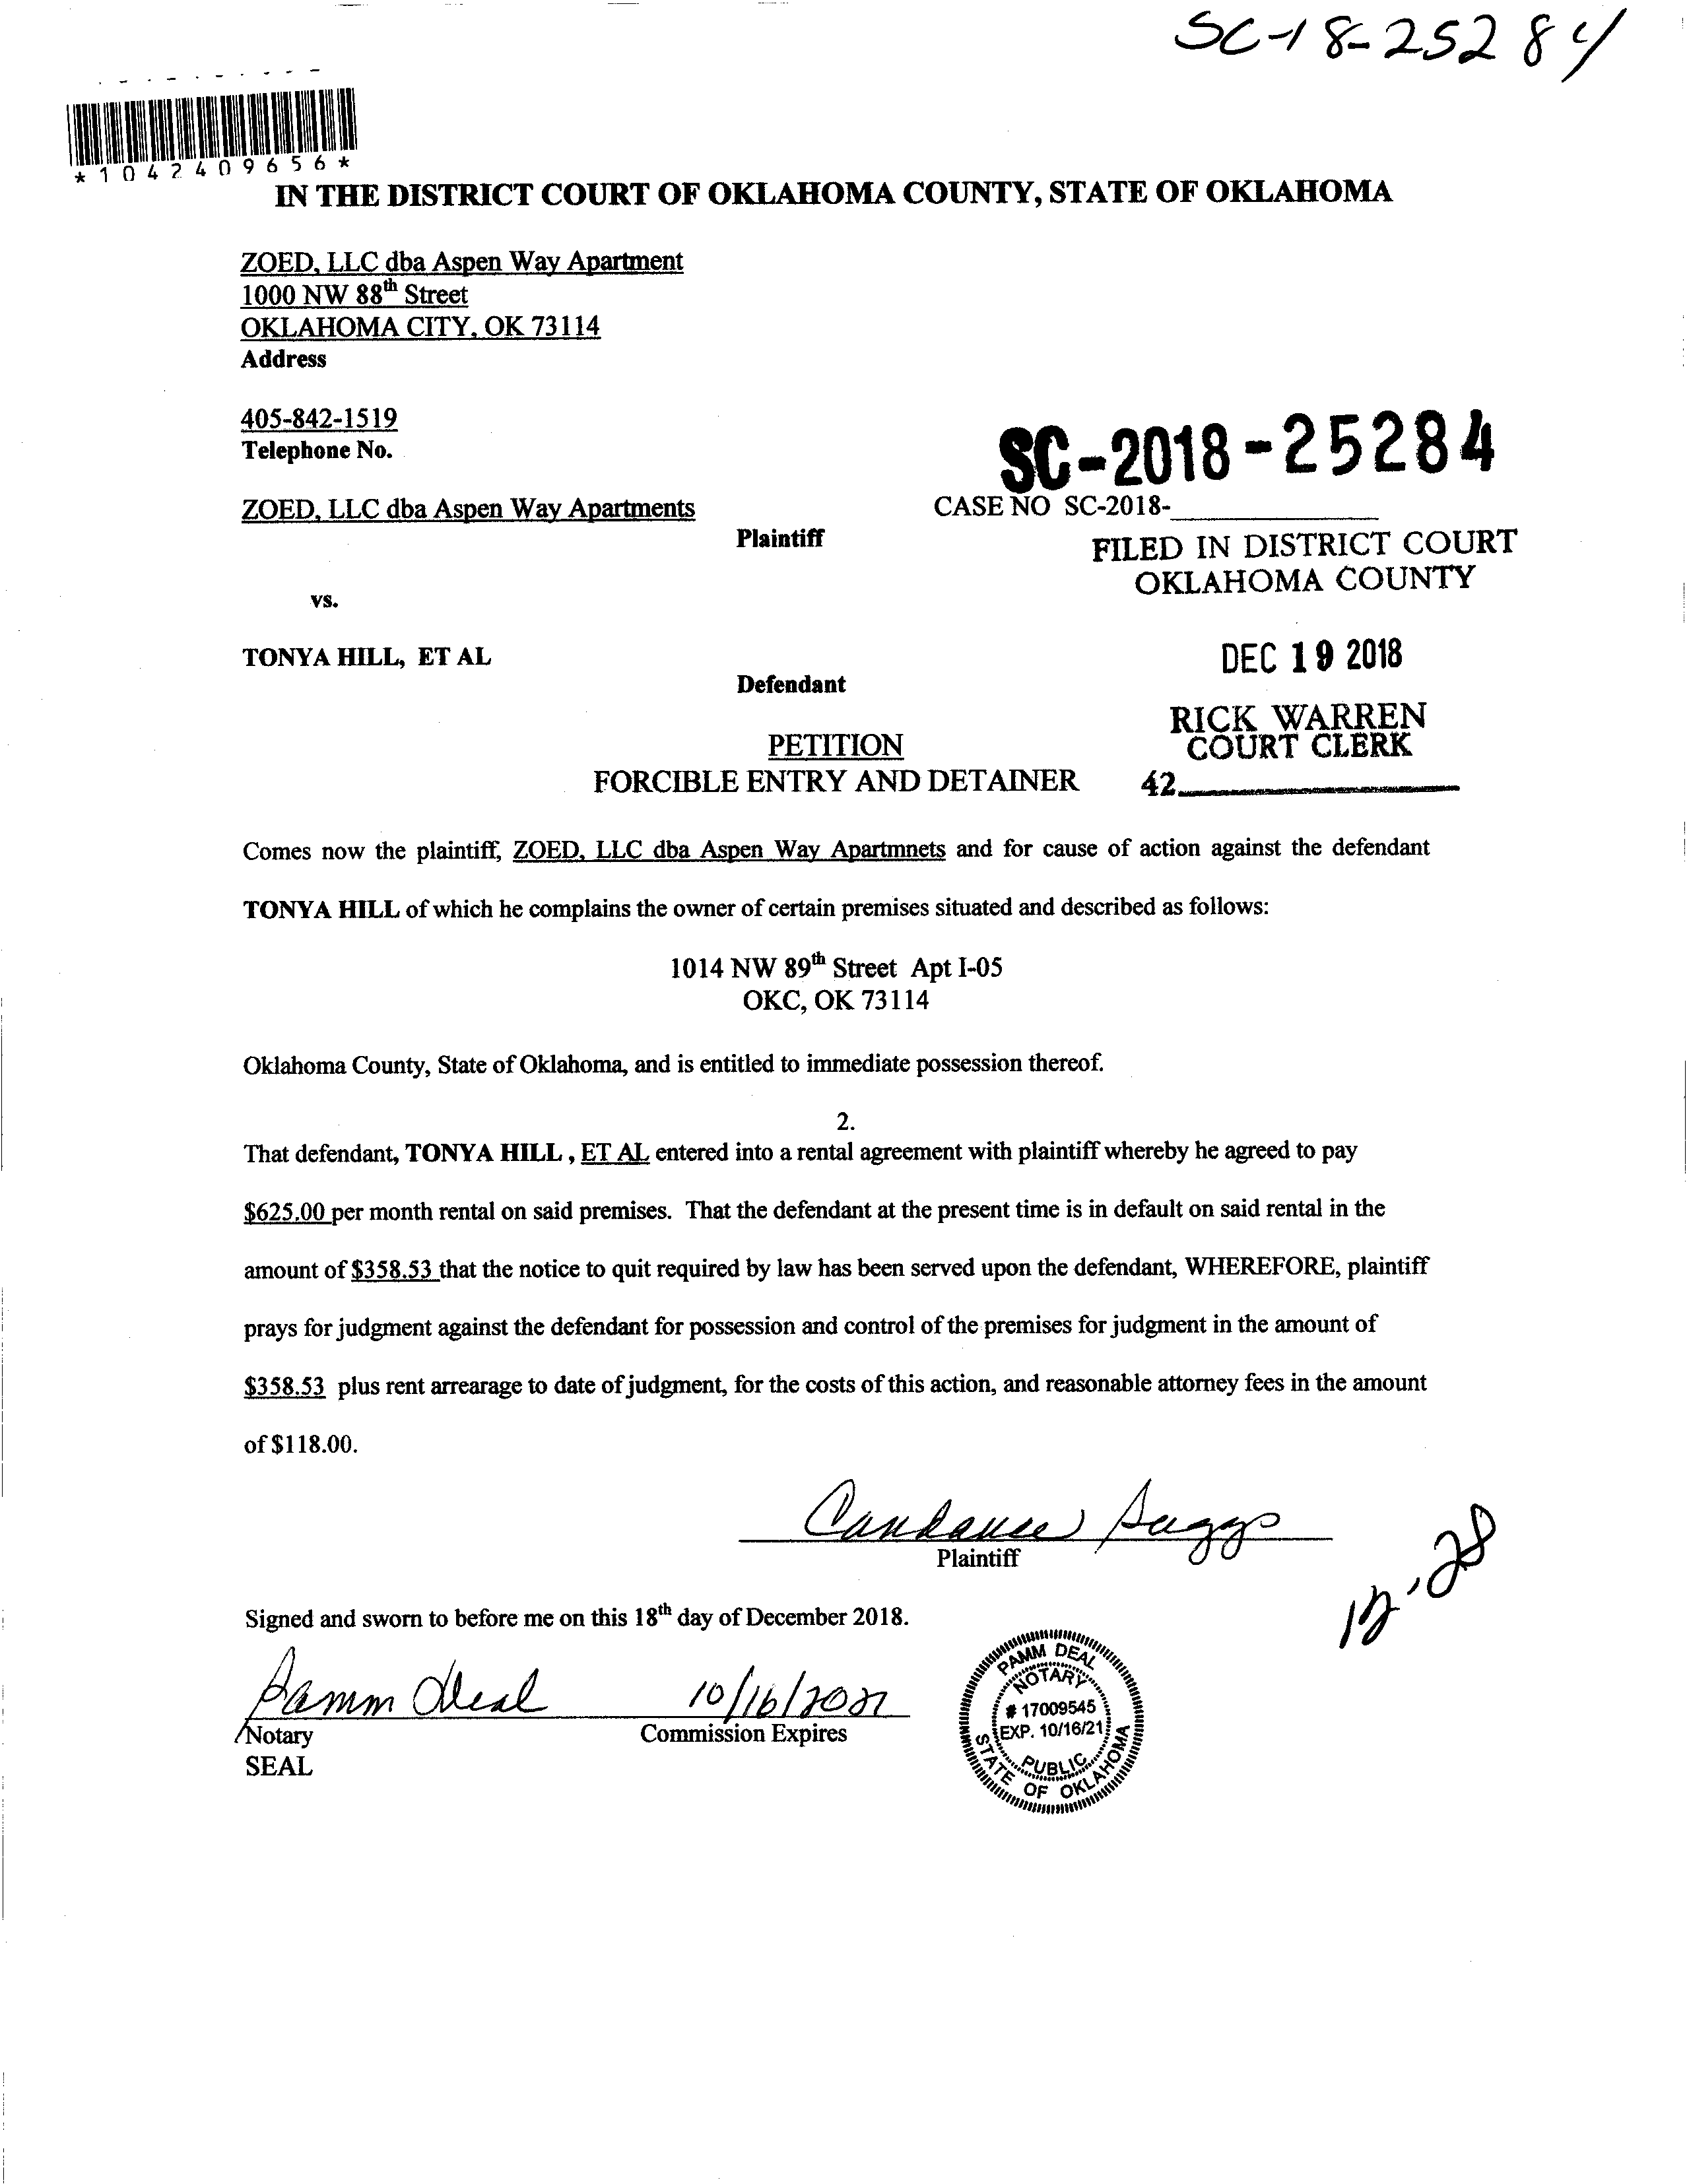 SC-18-25284
*1042409656*
IN THE DISTRICT COURT OF OKLAHOMA COUNTY, STATE OF OKLAHOMA
ZOED, LLC dba Aspen Way Apartment
1000 NW 88th Street
OKLAHOMA CITY, OK 73114
Address
405-842-1519
Telephone No.
SC-2018-25284
ZOED, LLC dba Aspen Way Apartments
CASE NO SC-2018-
Plaintiff
FILED IN DISTRICT COURT
OKLAHOMA COUNTY
vs.
TONYA HILL, ET AL
DEC 19 2018
Defendant
RICK WARREN
COURT CLERK
42
PETITION
FORCIBLE ENTRY AND DETAINER
Comes now the plaintiff, ZOED, LLC dba Aspen Way Apartmnets and for cause of action against the defendant
TONYA HILL of which he complains the owner of certain premises situated and described as follows:
1014 NW 89th Street Apt I-05
OKC, OK 73114
Oklahoma County, State of Oklahoma, and is entitled to immediate possession thereof.
2.
That defendant, TONYA HILL , ET AL entered into a rental agreement with plaintiff whereby he agreed to pay
$625.00 per month rental on said premises. That the defendant at the present time is in default on said rental in the
amount of $358.53 that the notice to quit required by law has been served upon the defendant, WHEREFORE, plaintiff
prays for judgment against the defendant for possession and control of the premises for judgment in the amount of
$358.53 plus rent arrearage to date of judgment, for the costs of this action, and reasonable attorney fees in the amount
of $118.00.
Candance Suggs
Plaintiff
12-28
Signed and sworn to before me on this 18th day of December 2018.
Pamm Deal 10/16/2021
Notary Commission Expires
SEAL
PAMM DEAL
NOTARY
# 17009545
EXP. 10/16/21
PUBLIC
STATE OF OKLAHOMA